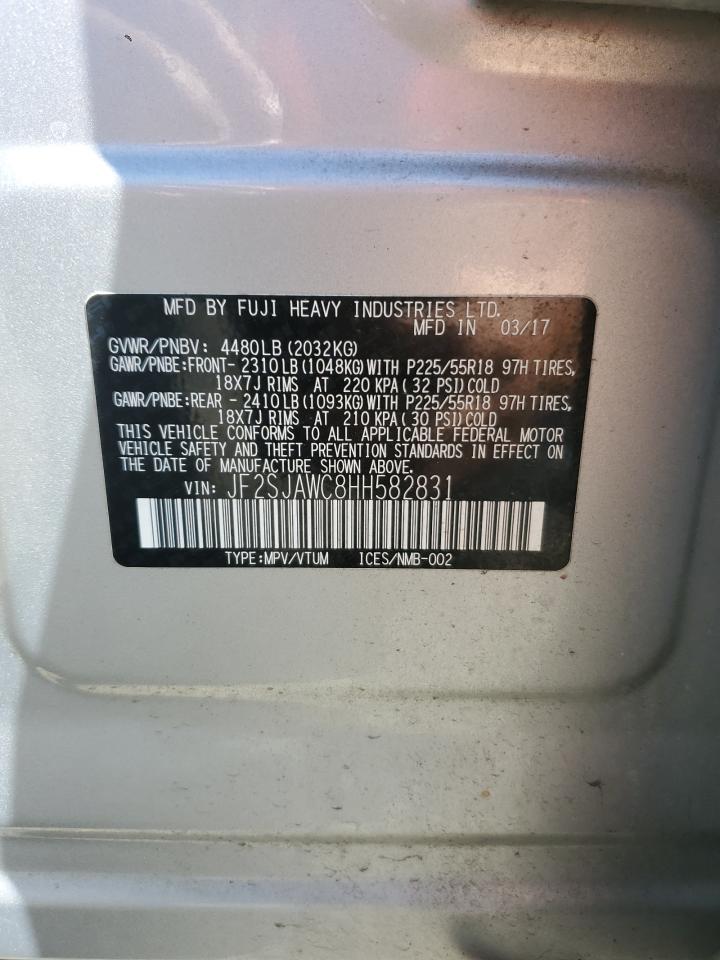 MFD BY FUJI HEAVY INDUSTRIES LTD.
MFD IN 03/17
GVWR/PNBV: 4480LB(2032KG)
GAWR/PNBE:FRONT- 2310LB(1048KG)WITH P225/55R18 97H TIRES,
18X7J RIMS AT 220 KPA(32 PSI)COLD
GAWR/PNBE:REAR - 2410LB(1093KG)WITH P225/55R18 97H TIRES,
18X7J RIMS AT 210 KPA(30 PSI)COLD
THIS VEHICLE CONFORMS TO ALL APPLICABLE FEDERAL MOTOR
VEHICLE SAFETY AND THEFT PREVENTION STANDARDS IN EFFECT ON
THE DATE OF MANUFACTURE SHOWN ABOVE.
VIN: JF2SJAWC8HH582831
TYPE:MPV/VTUM ICES/NMB-002